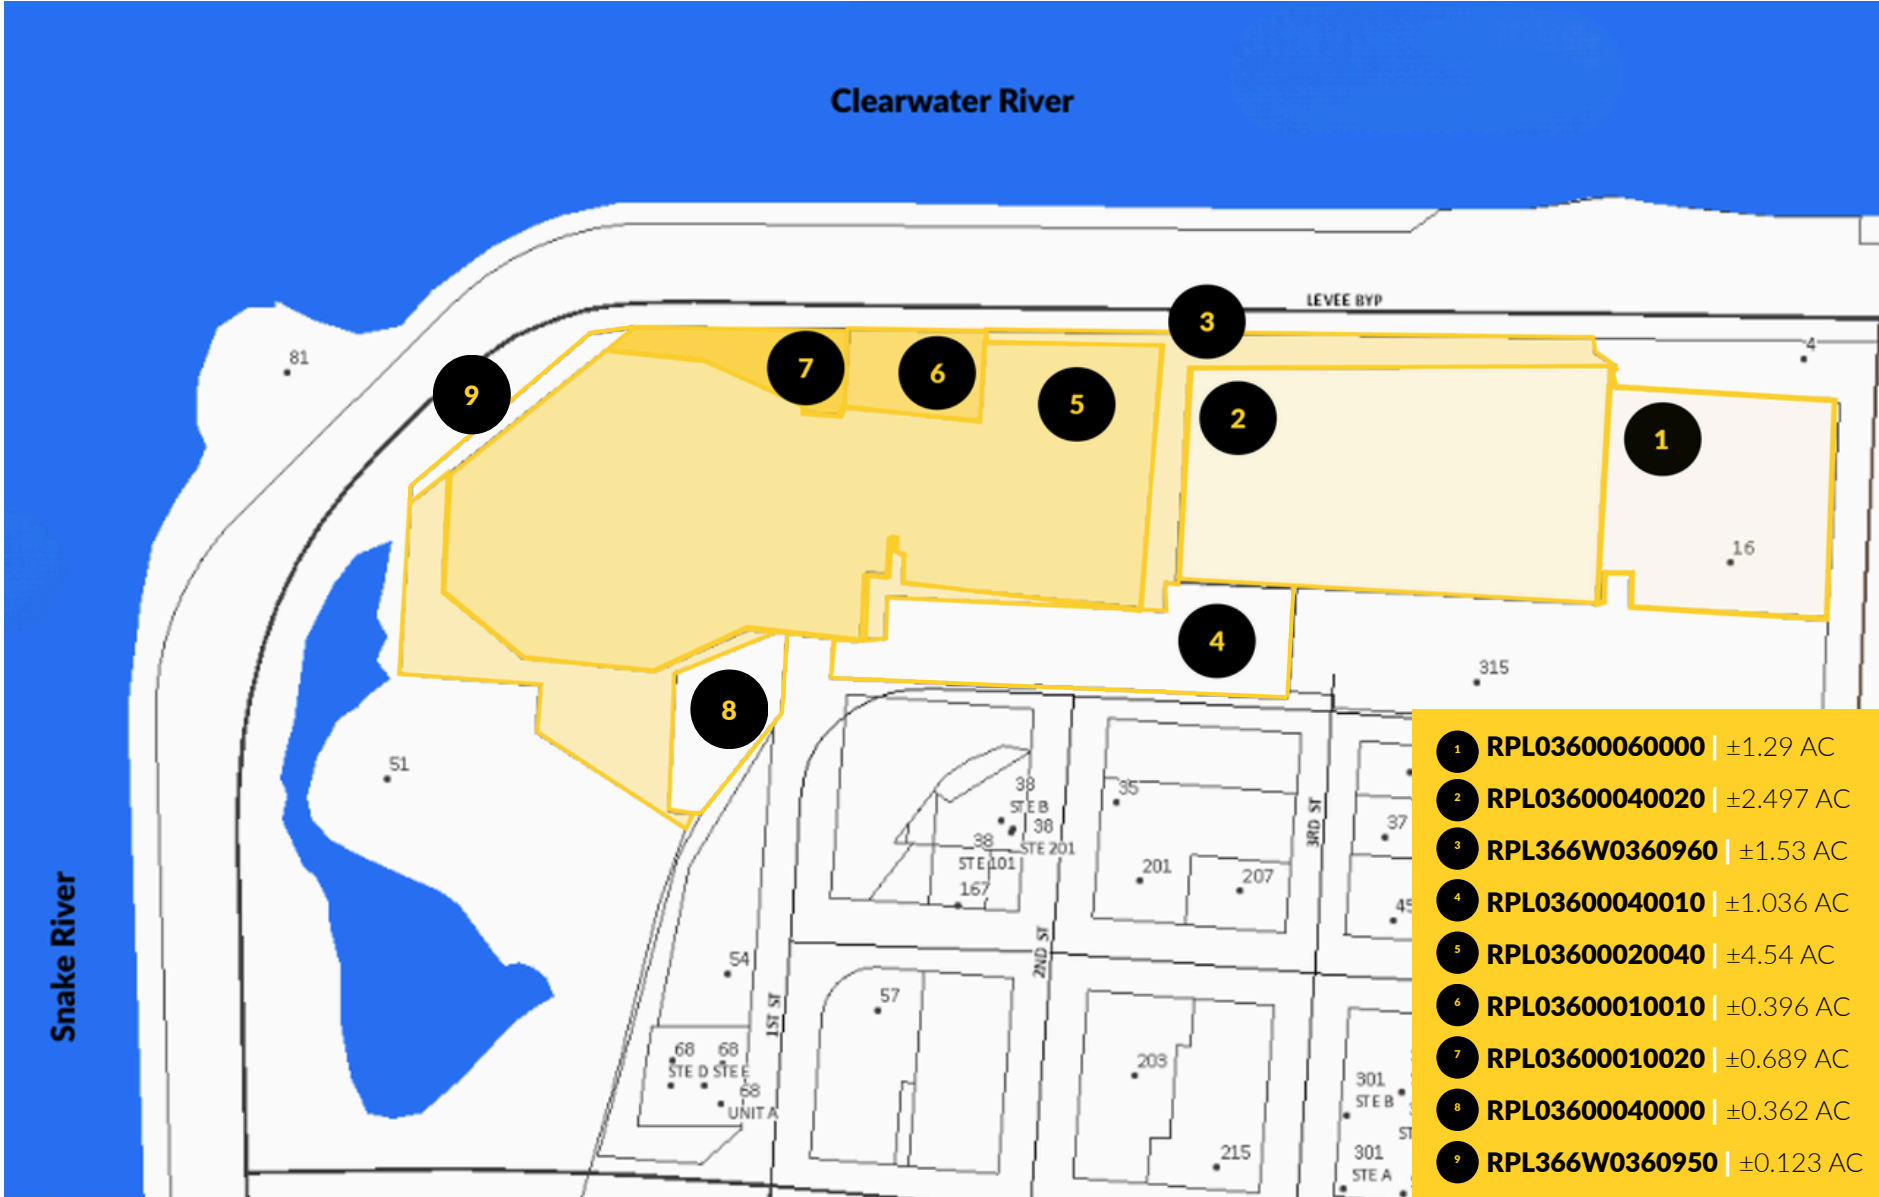 Clearwater River
LEVEE BYP
3
4
81
7
6
9
5
2
1
16
4
315
8
51
38
STE B
38
STE 201
38
STE 101
167
35
201
207
37
45
3RD ST
2ND ST
1ST ST
54
57
Snake River
68
STE D
68
STE E
68
UNIT A
203
215
301
STE B
301
STE A
1 RPL03600060000 | ±1.29 AC
2 RPL03600040020 | ±2.497 AC
3 RPL366W0360960 | ±1.53 AC
4 RPL03600040010 | ±1.036 AC
5 RPL03600020040 | ±4.54 AC
6 RPL03600010010 | ±0.396 AC
7 RPL03600010020 | ±0.689 AC
8 RPL03600040000 | ±0.362 AC
9 RPL366W0360950 | ±0.123 AC